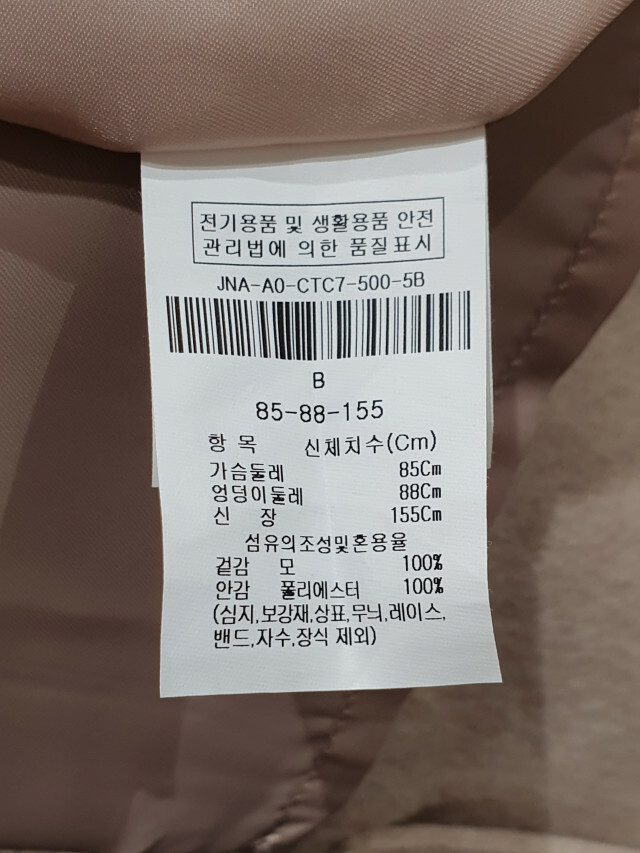 전기용품 및 생활용품 안전
관리법에 의한 품질표시
JNA-A0-CTC7-500-5B
B
85-88-155
항 목 신체치수(Cm)
가슴둘레 85Cm
엉덩이둘레 88Cm
신 장 155Cm
섬유의조성및혼용율
겉감 모 100%
안감 폴리에스터 100%
(심지,보강재,상표,무늬,레이스,
밴드,자수,장식 제외)